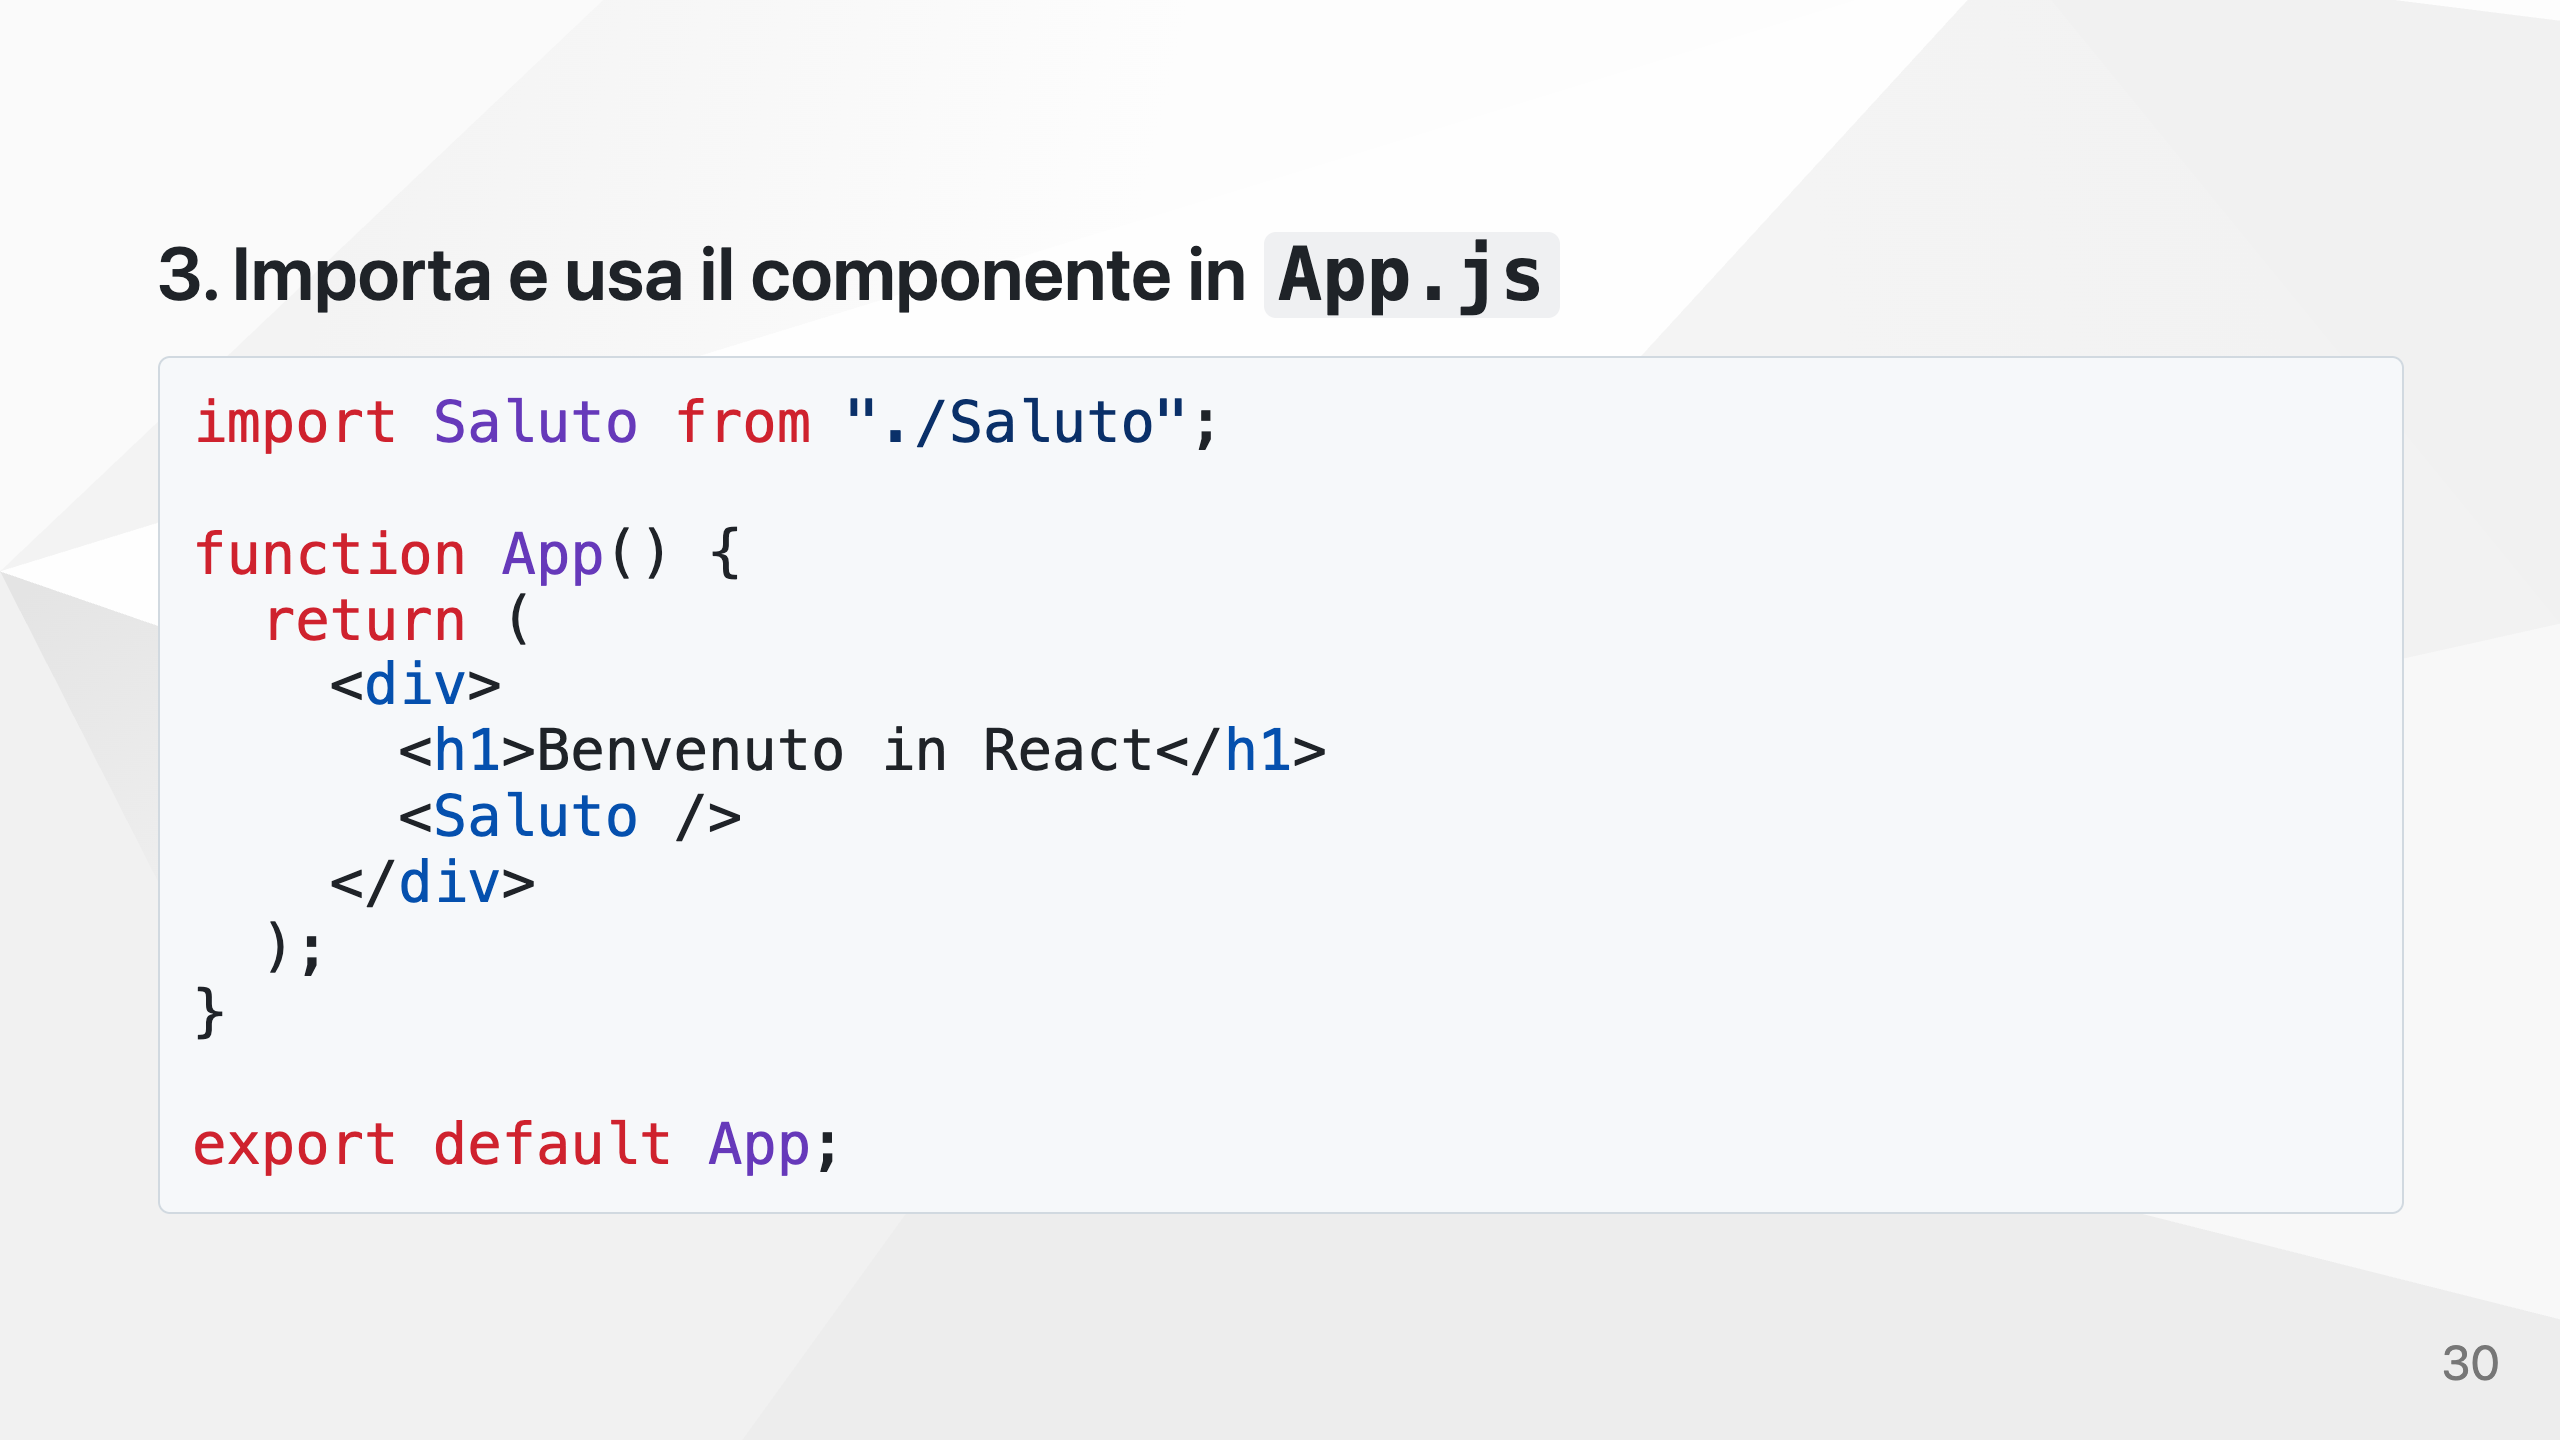 3. Importa e usa il componente in App.js
import Saluto from "./Saluto";

function App() {
  return (
    <div>
      <h1>Benvenuto in React</h1>
      <Saluto />
    </div>
  );
}

export default App;
30